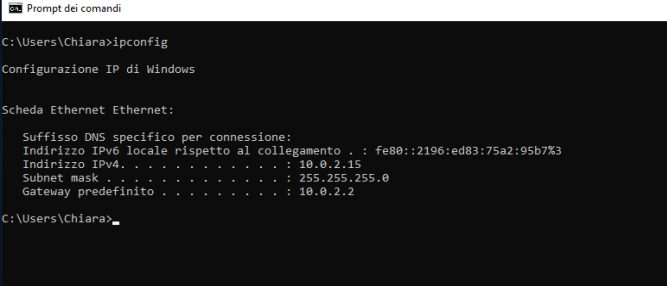 Prompt dei comandi
C:\Users\Chiara>ipconfig
Configurazione IP di Windows
Scheda Ethernet Ethernet:
Suffisso DNS specifico per connessione:
Indirizzo IPv6 locale rispetto al collegamento . : fe80::2196:ed83:75a2:95b7%3
Indirizzo IPv4. . . . . . . . . . . . : 10.0.2.15
Subnet mask . . . . . . . . . . . . . : 255.255.255.0
Gateway predefinito . . . . . . . . . : 10.0.2.2
C:\Users\Chiara>